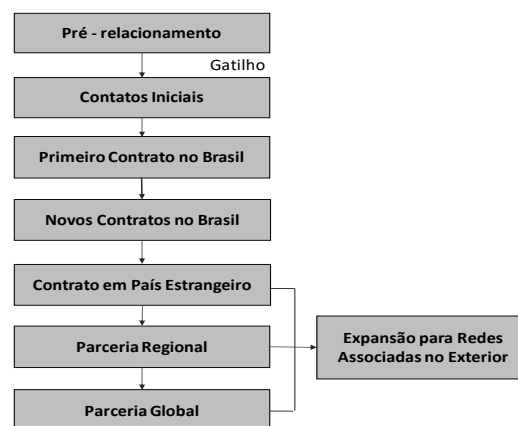 Pré - relacionamento
Gatilho
Contatos Iniciais
Primeiro Contrato no Brasil
Novos Contratos no Brasil
Contrato em País Estrangeiro
Parceria Regional
Expansão para Redes
Associadas no Exterior
Parceria Global